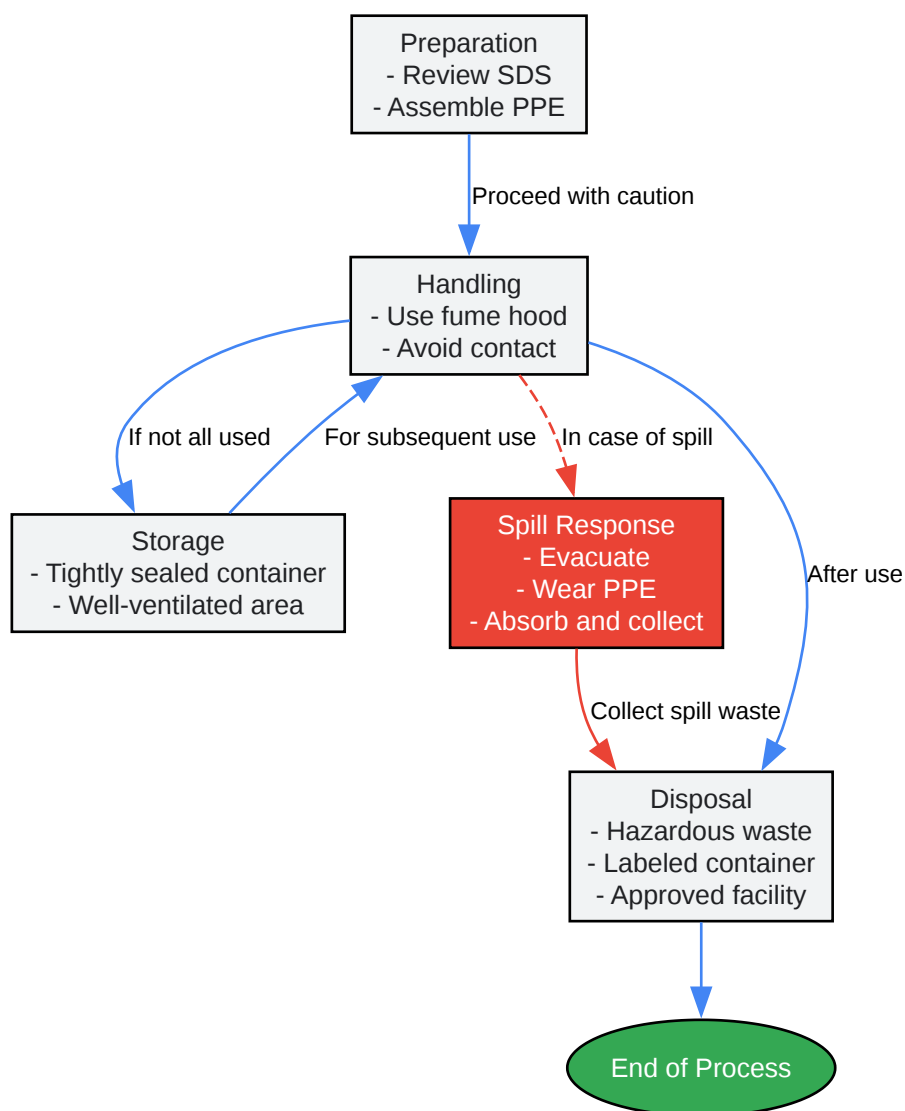 Preparation
- Review SDS
- Assemble PPE
Proceed with caution
Handling
- Use fume hood
- Avoid contact
If not all used
For subsequent use
In case of spill
Storage
- Tightly sealed container
- Well-ventilated area
Spill Response
- Evacuate
- Wear PPE
- Absorb and collect
After use
Collect spill waste
Disposal
- Hazardous waste
- Labeled container
- Approved facility
End of Process